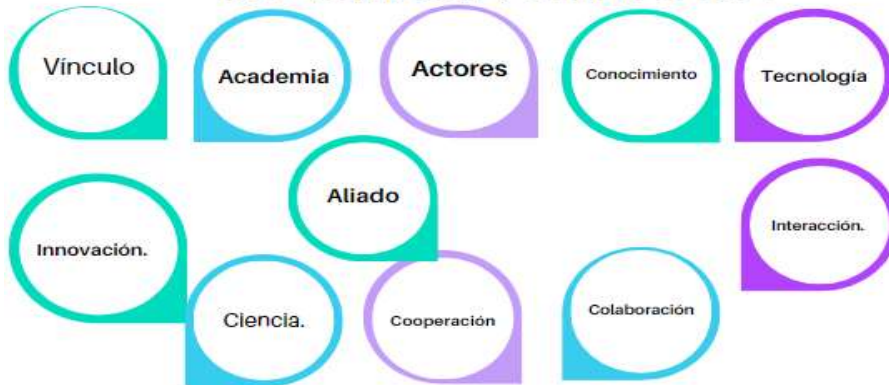 Vínculo
Academia
Actores
Conocimiento
Tecnología
Aliado
Innovación.
Interacción.
Ciencia.
Cooperación
Colaboración